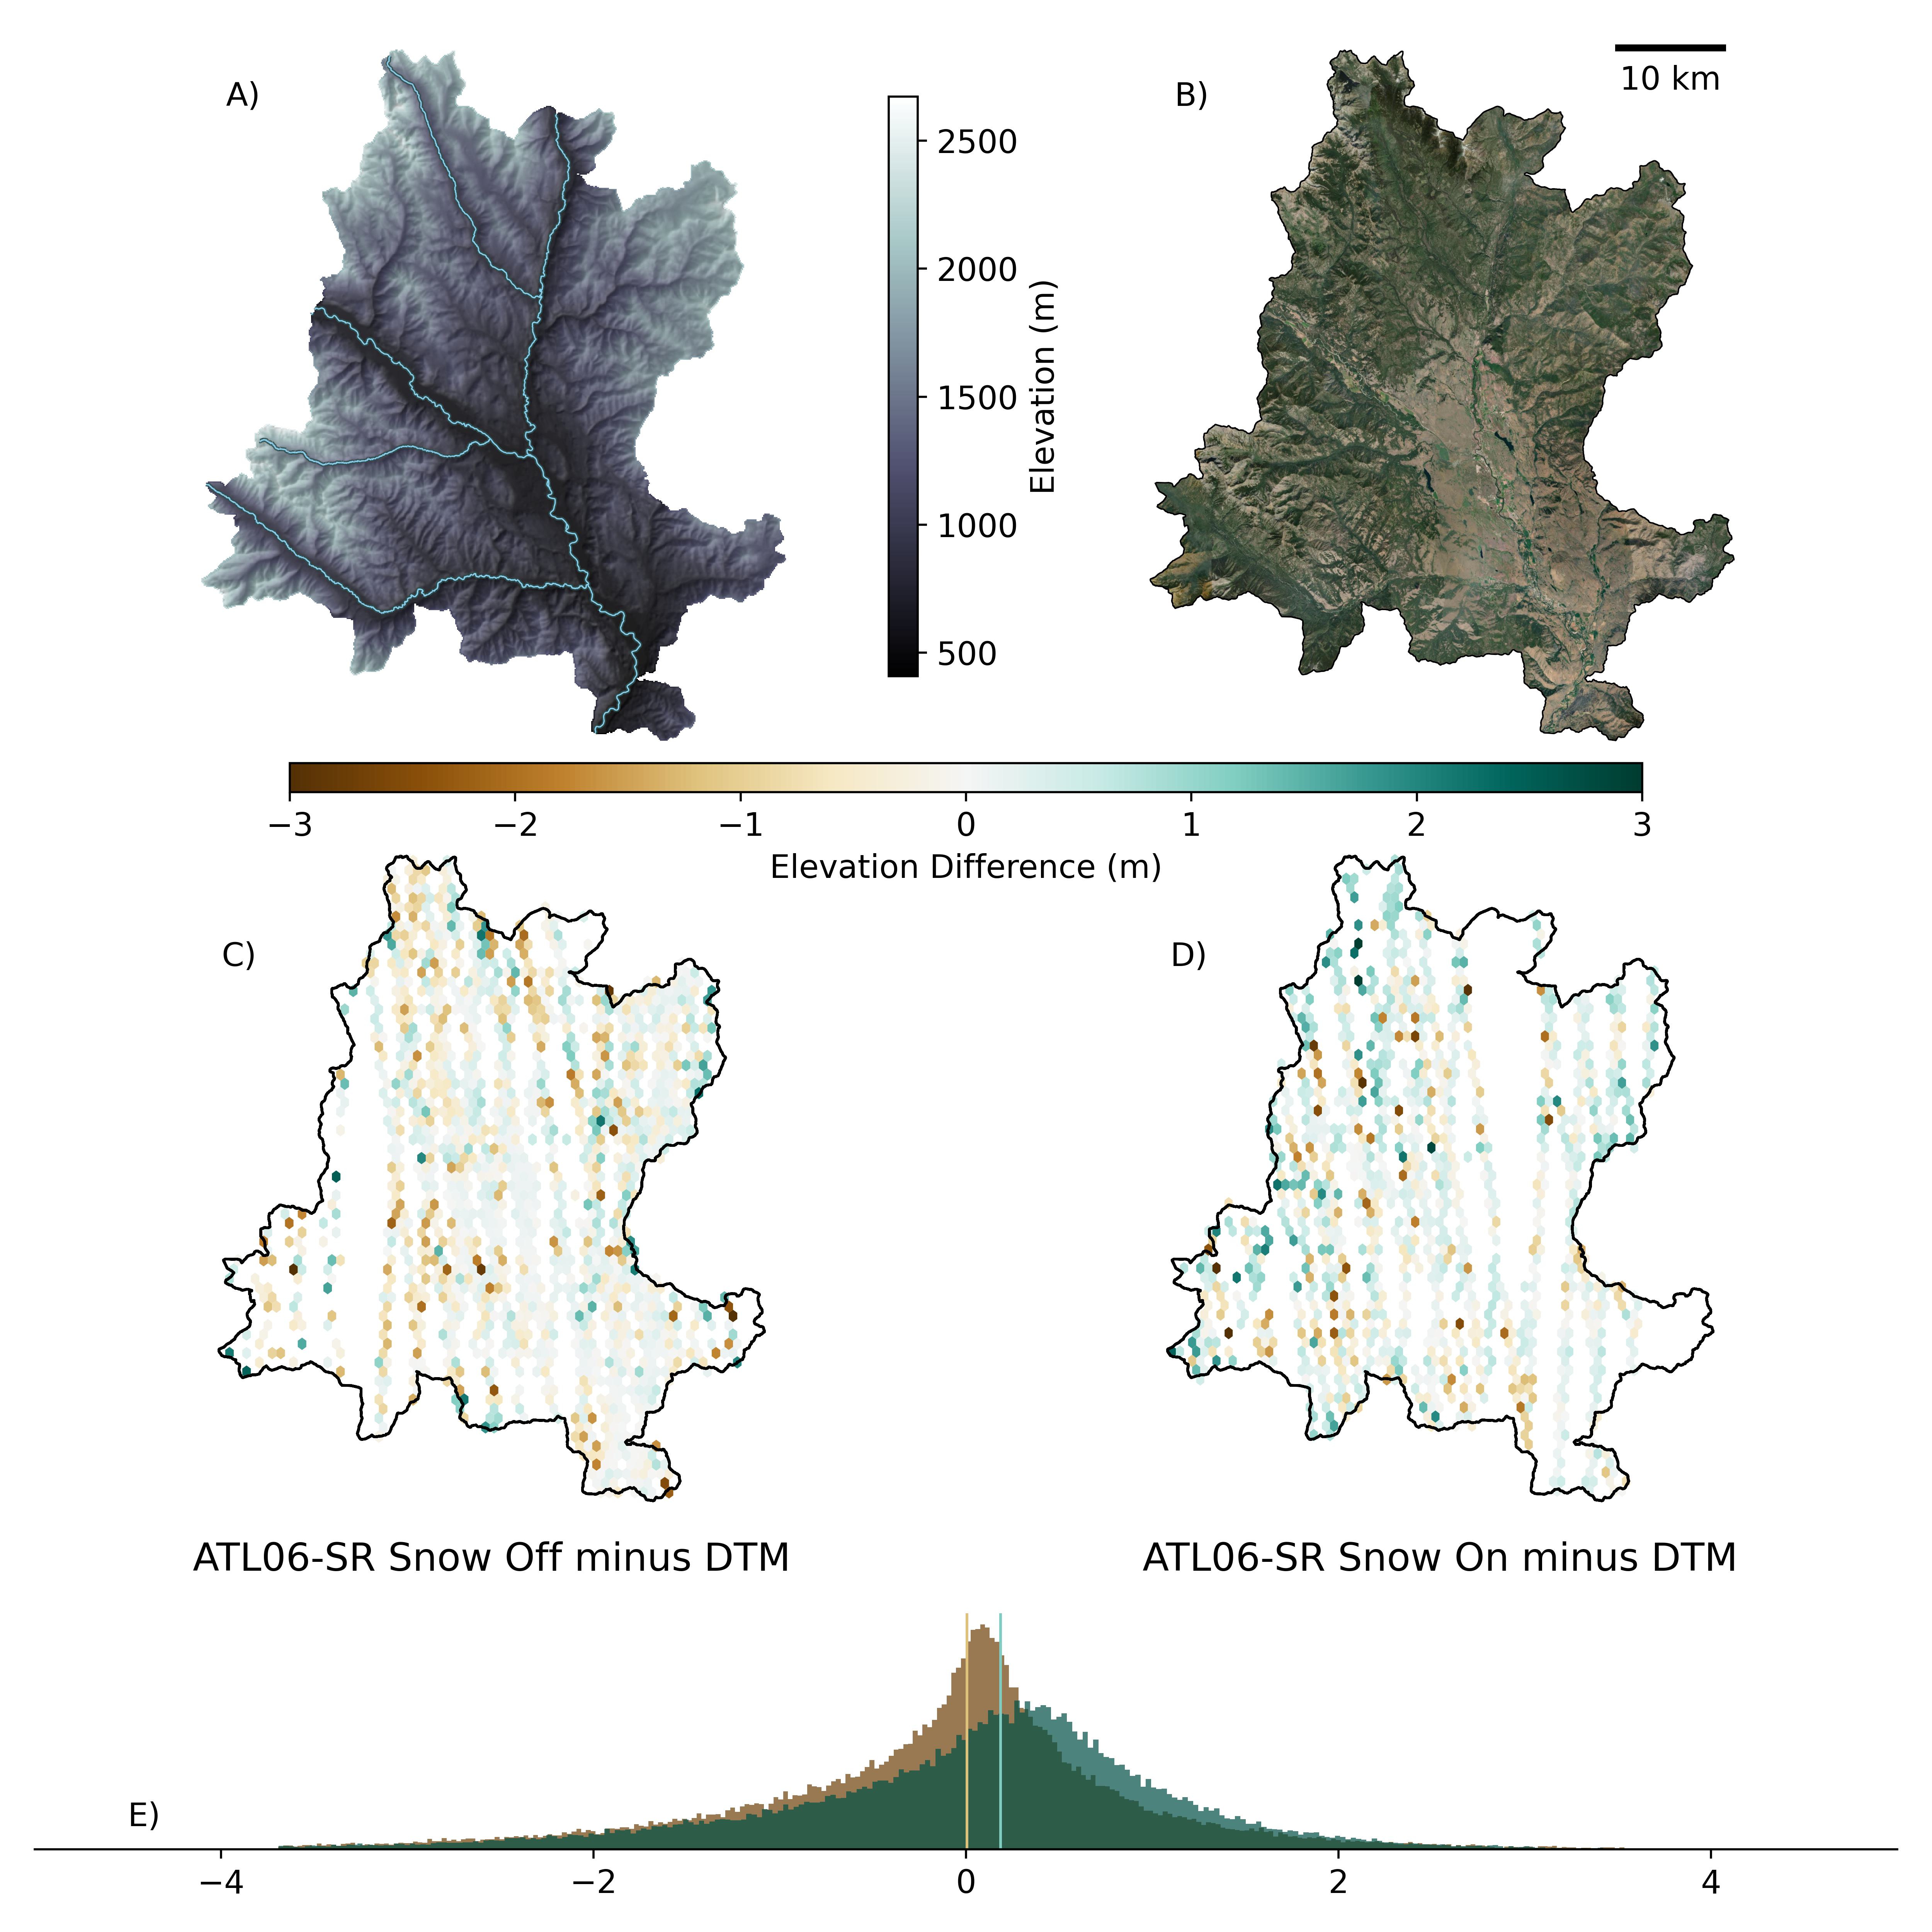 A)
2500
2000
1500
1000
500
Elevation (m)
B)
10 km
−3 −2 −1 0 1 2 3
Elevation Difference (m)
C)
D)
ATL06-SR Snow Off minus DTM
ATL06-SR Snow On minus DTM
E)
−4 −2 0 2 4